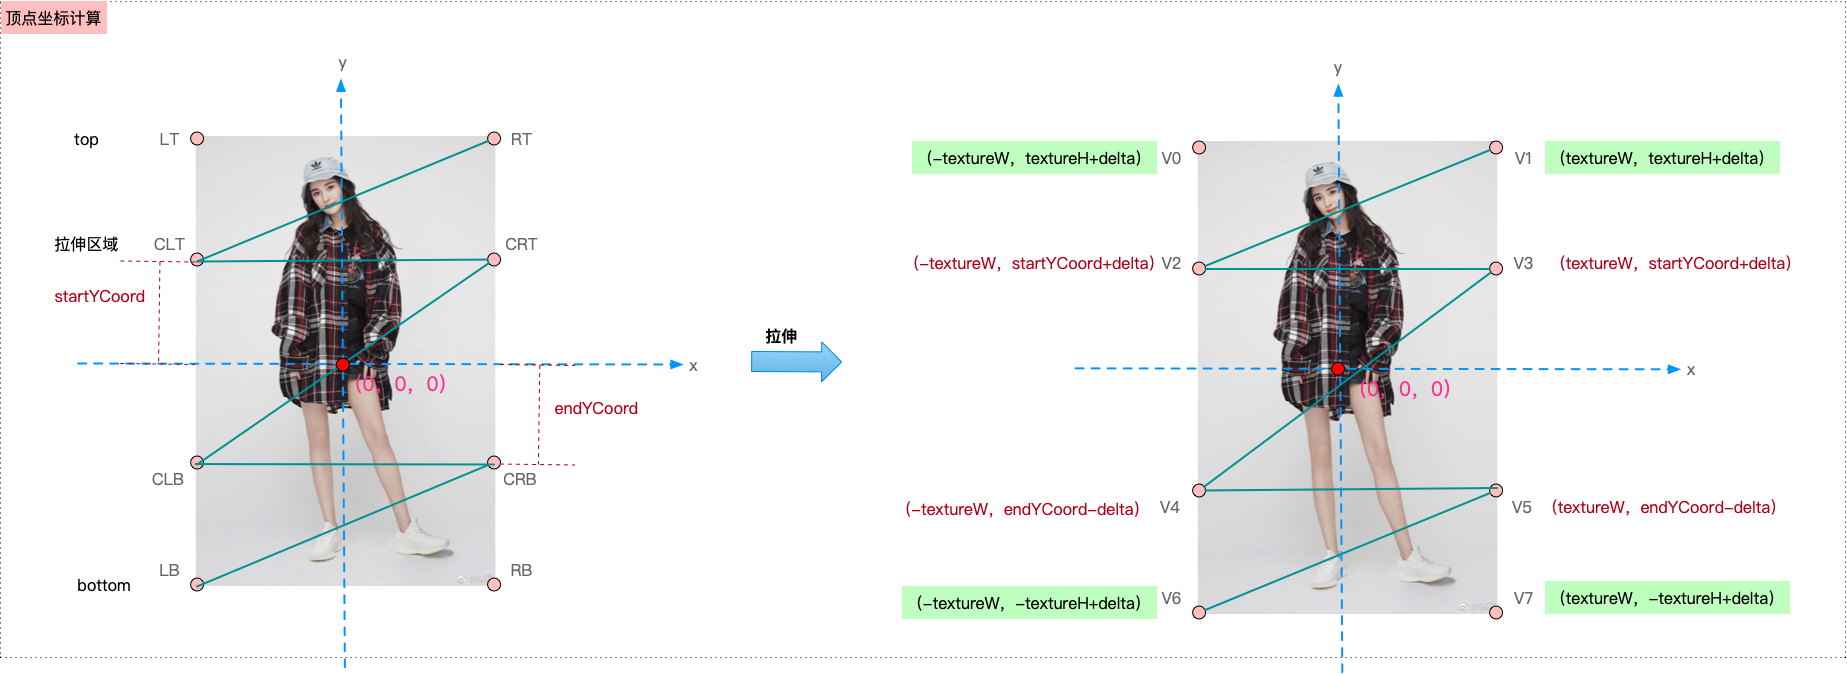 顶点坐标计算
y
top
LT
RT
拉伸区域
CLT
CRT
startYCoord
x
(0, 0, 0)
endYCoord
CLB
CRB
LB
RB
bottom
拉伸
y
(-textureW, textureH+delta)
V0
V1
(textureW, textureH+delta)
(-textureW, startYCoord+delta)
V2
V3
(textureW, startYCoord+delta)
x
(0, 0, 0)
(-textureW, endYCoord-delta)
V4
V5
(textureW, endYCoord-delta)
(-textureW, -textureH+delta)
V6
V7
(textureW, -textureH+delta)